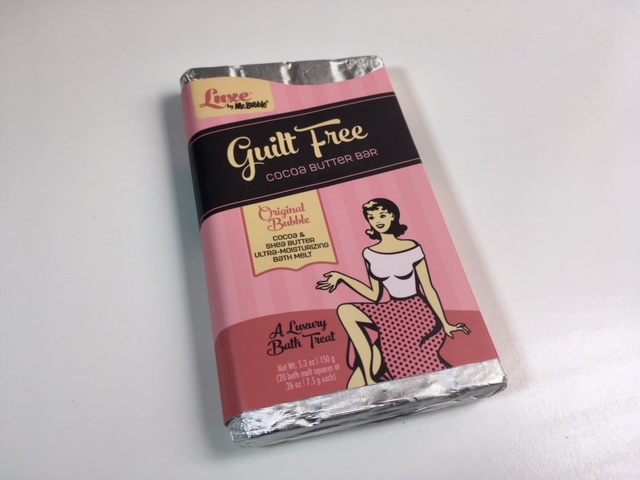 Luxe
by Mr. Bubble®
Guilt Free
COCOA BUTTER BAR
Original
Bubble
COCOA &
SHEA BUTTER
ULTRA-MOISTURIZING
BATH MELT
A Luxury
Bath Treat
Net Wt. 5.3 oz | 150 g
(20 bath melt squares at
.26 oz | 7.5 g each)